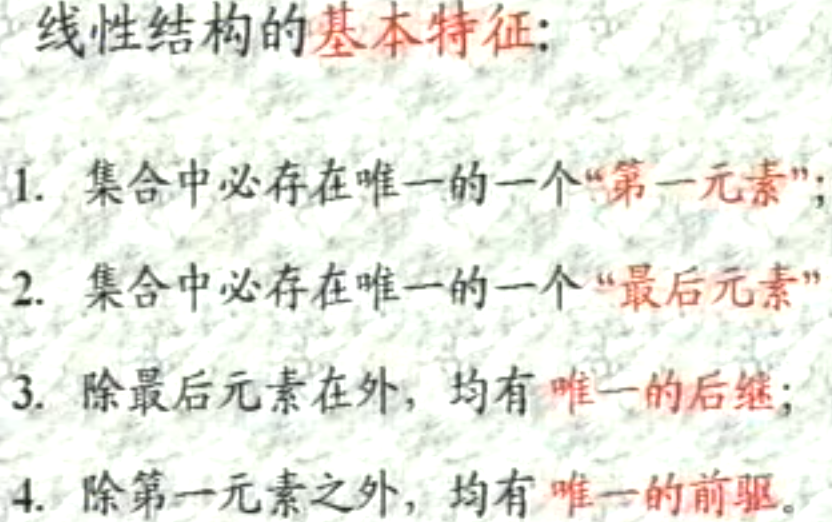 线性结构的基本特征:
1. 集合中必存在唯一的一个“第一元素”;
2. 集合中必存在唯一的一个“最后元素”
3. 除最后元素在外，均有 唯一的后继;
4. 除第一元素之外，均有 唯一的前驱。